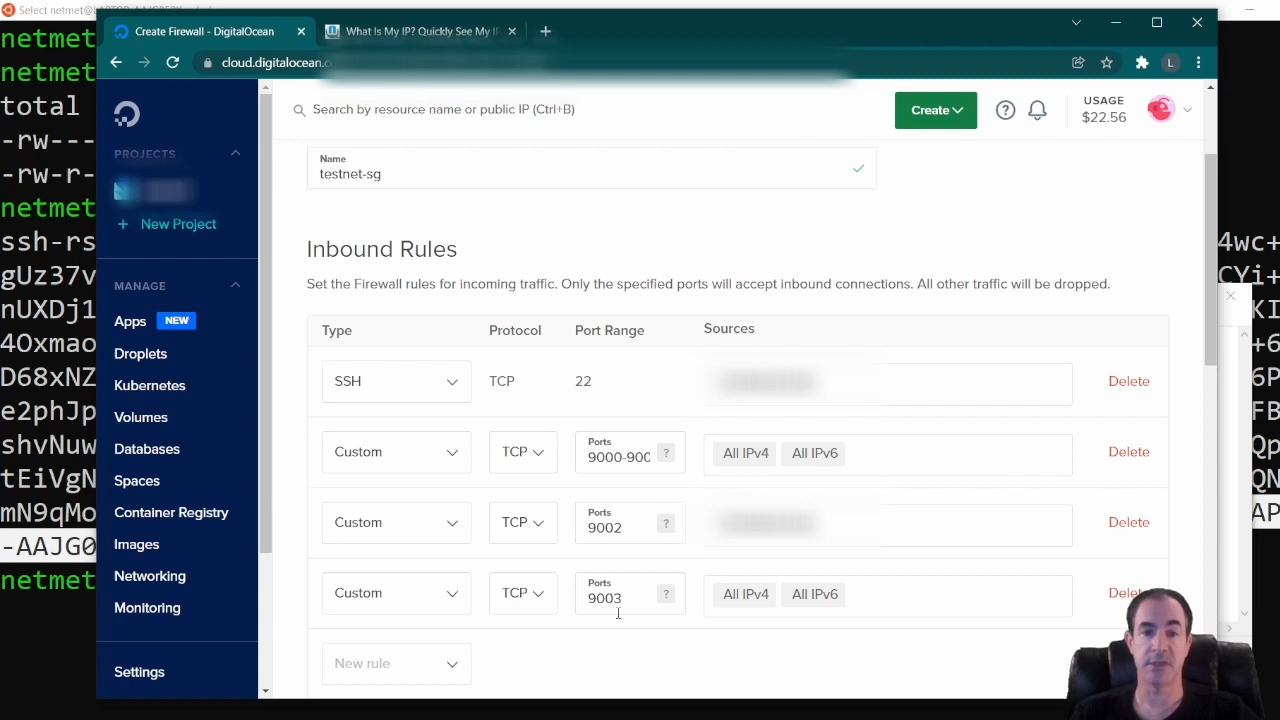 Select netmet@LAPTOP-
Create Firewall - DigitalOcean
What Is My IP? Quickly See My IP
cloud.digitalocean.c
Search by resource name or public IP (Ctrl+B)
Create
USAGE
$22.56
PROJECTS
+ New Project
MANAGE
Apps NEW
Droplets
Kubernetes
Volumes
Databases
Spaces
Container Registry
Images
Networking
Monitoring
Settings
Name
testnet-sg
Inbound Rules
Set the Firewall rules for incoming traffic. Only the specified ports will accept inbound connections. All other traffic will be dropped.
Type Protocol Port Range Sources
SSH TCP 22 Delete
Custom TCP Ports 9000-900 ? All IPv4 All IPv6 Delete
Custom TCP Ports 9002 ? Delete
Custom TCP Ports 9003 ? All IPv4 All IPv6
New rule
netmet
netmet
total
-rw---
-rw-r-
netmet
ssh-rs
gUz37v
nUXDj1
4Oxmao
D68xNZ
e2phJp
shvNuw
tEiVgN
mN9qMo
-AAJG0
netmet
4wc+
CYi+
KI
+6
6P
FB
Qp
QN
AP